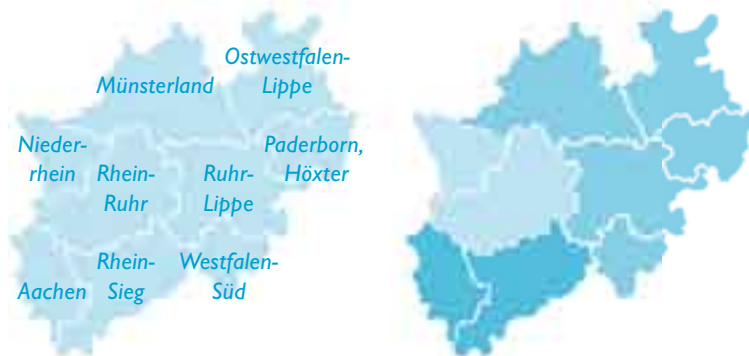 Ostwestfalen-
Lippe
Münsterland
Nieder-
rhein
Rhein-
Ruhr
Ruhr-
Lippe
Paderborn,
Höxter
Aachen
Rhein-
Sieg
Westfalen-
Süd